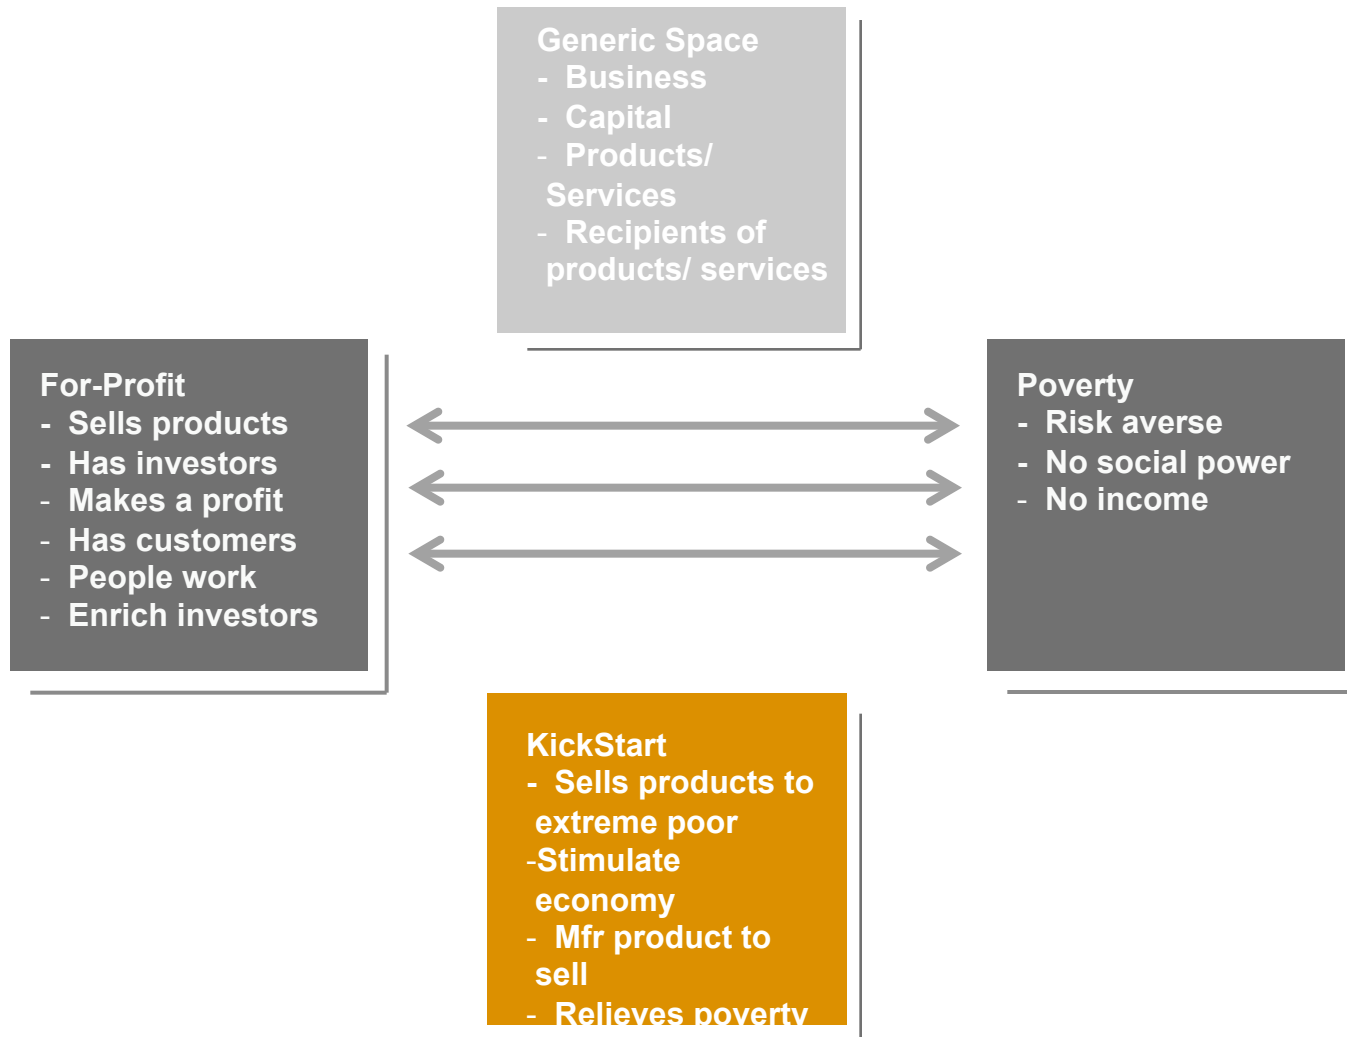 Generic Space
- Business
- Capital
- Products/
Services
- Recipients of
products/ services
For-Profit
- Sells products
- Has investors
- Makes a profit
- Has customers
- People work
- Enrich investors
Poverty
- Risk averse
- No social power
- No income
KickStart
- Sells products to
extreme poor
-Stimulate
economy
- Mfr product to
sell
- Relieves poverty